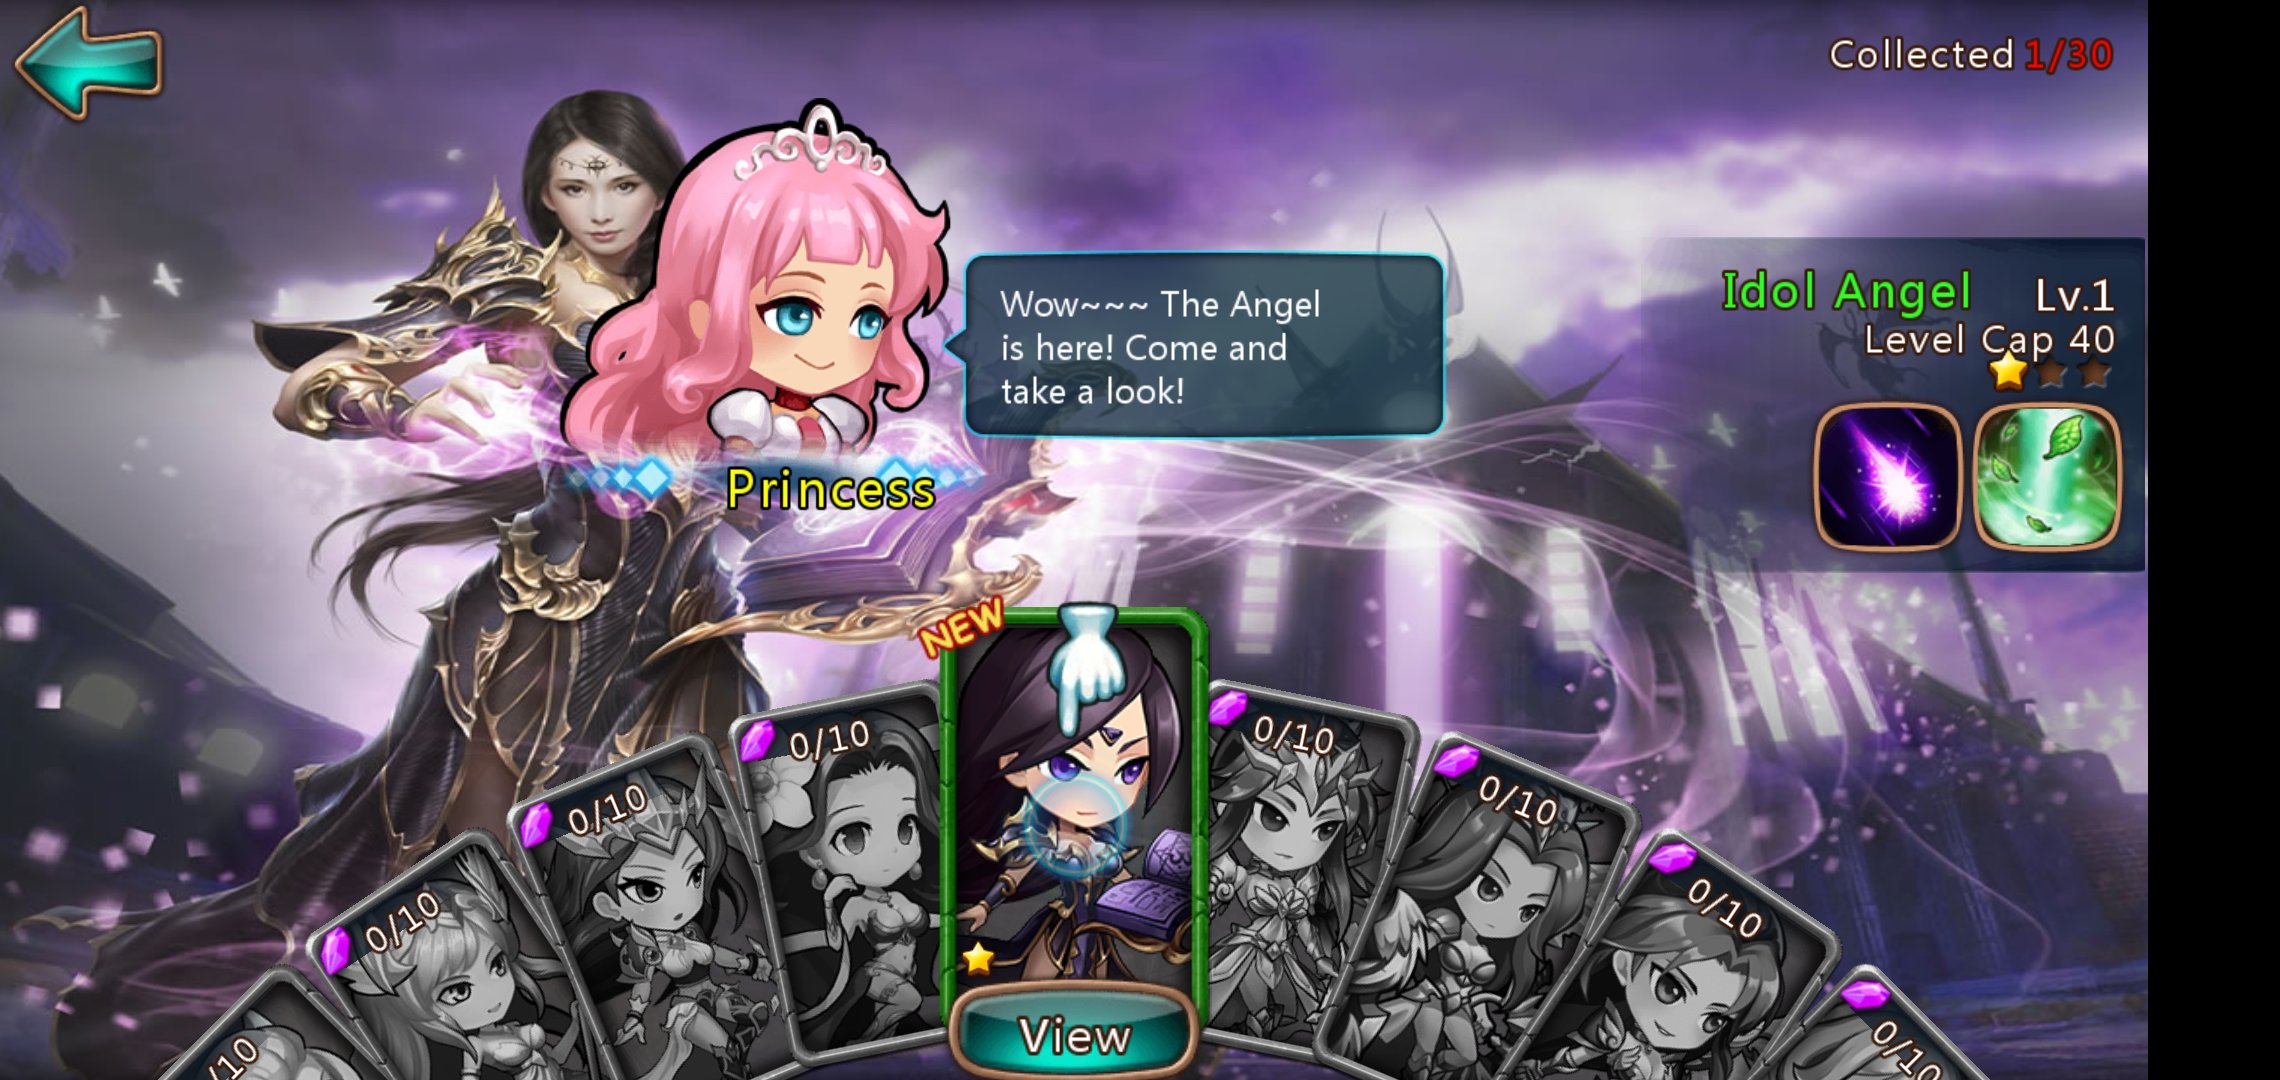 Collected 1/30
Wow~~~ The Angel
is here! Come and
take a look!
Idol Angel Lv.1
Level Cap 40
Princess
NEW
0/10
0/10
0/10
0/10
0/10
0/10
0/10
/10
View